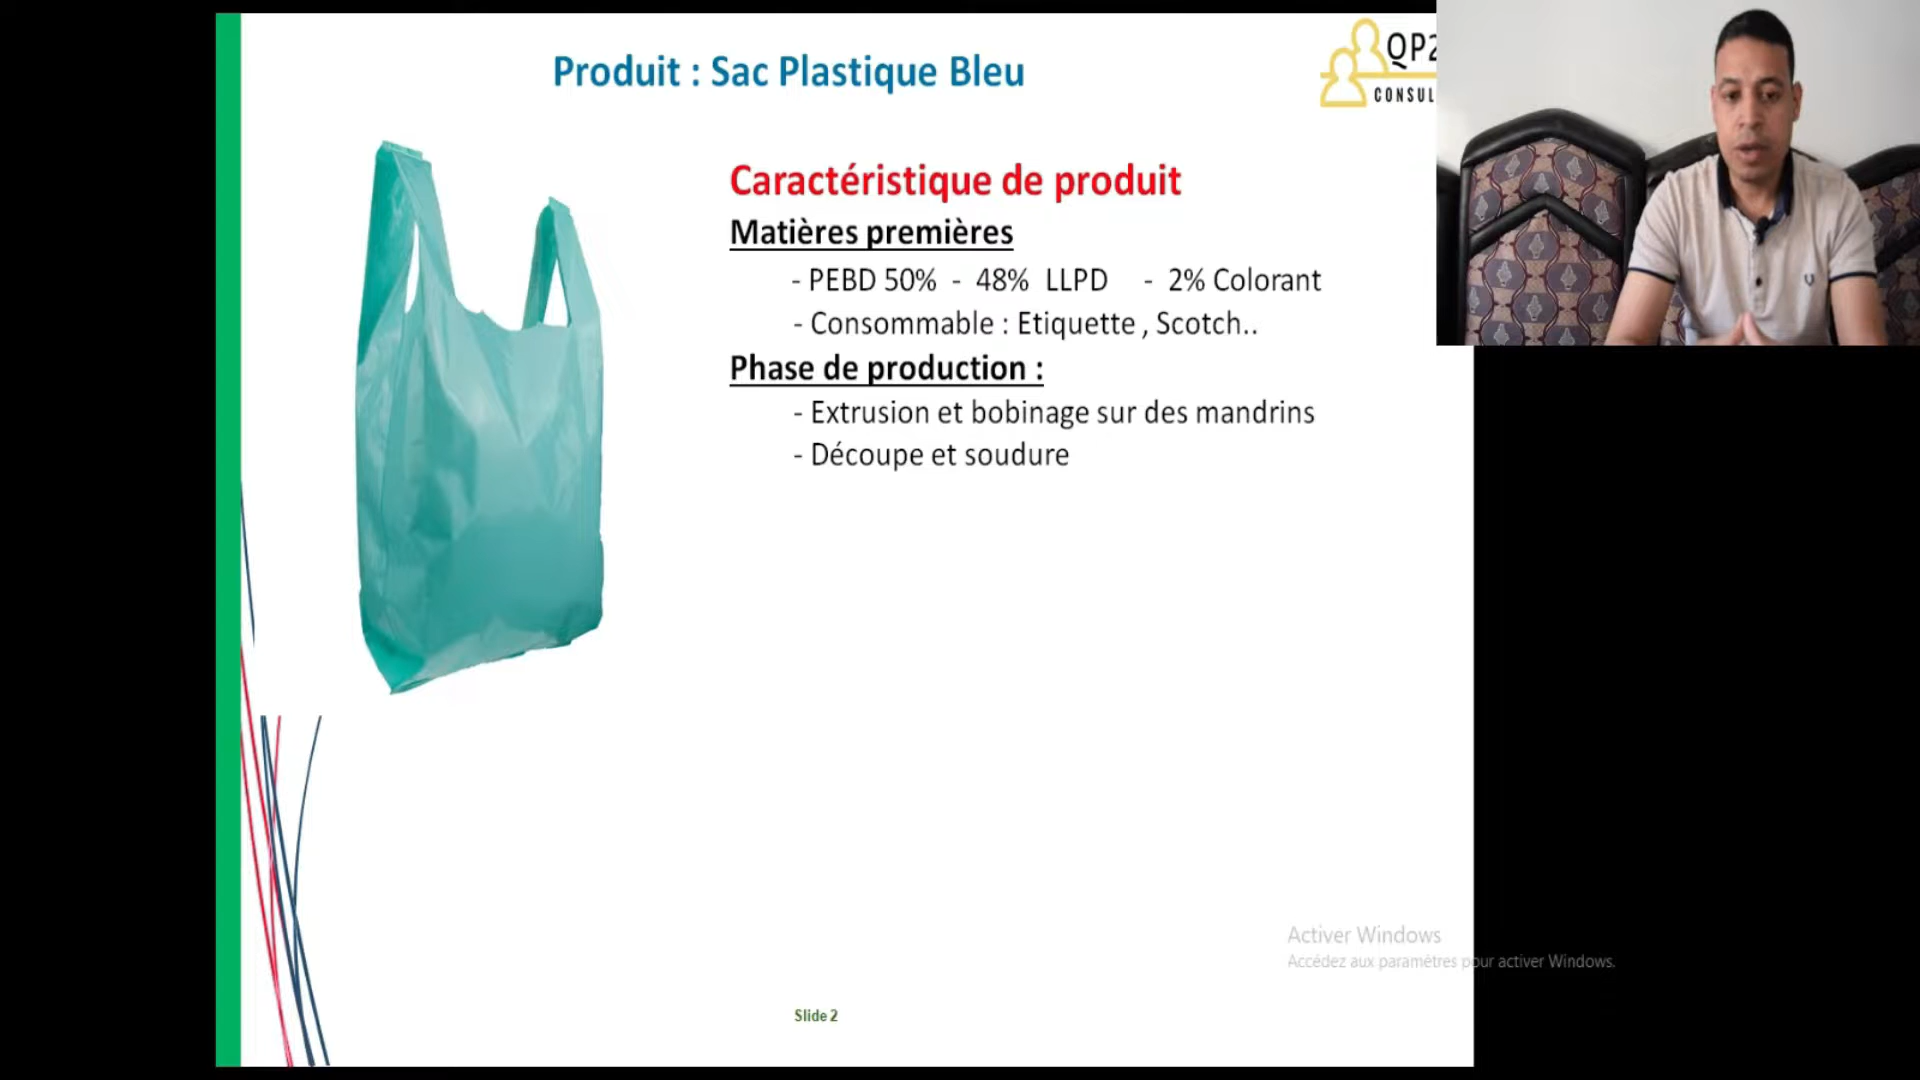 Produit : Sac Plastique Bleu
QP2
CONSUL
Caractéristique de produit
Matières premières
- PEBD 50% - 48% LLPD - 2% Colorant
- Consommable : Etiquette , Scotch..
Phase de production :
- Extrusion et bobinage sur des mandrins
- Découpe et soudure
Activer Windows
Accédez aux paramètres pour activer Windows.
Slide 2